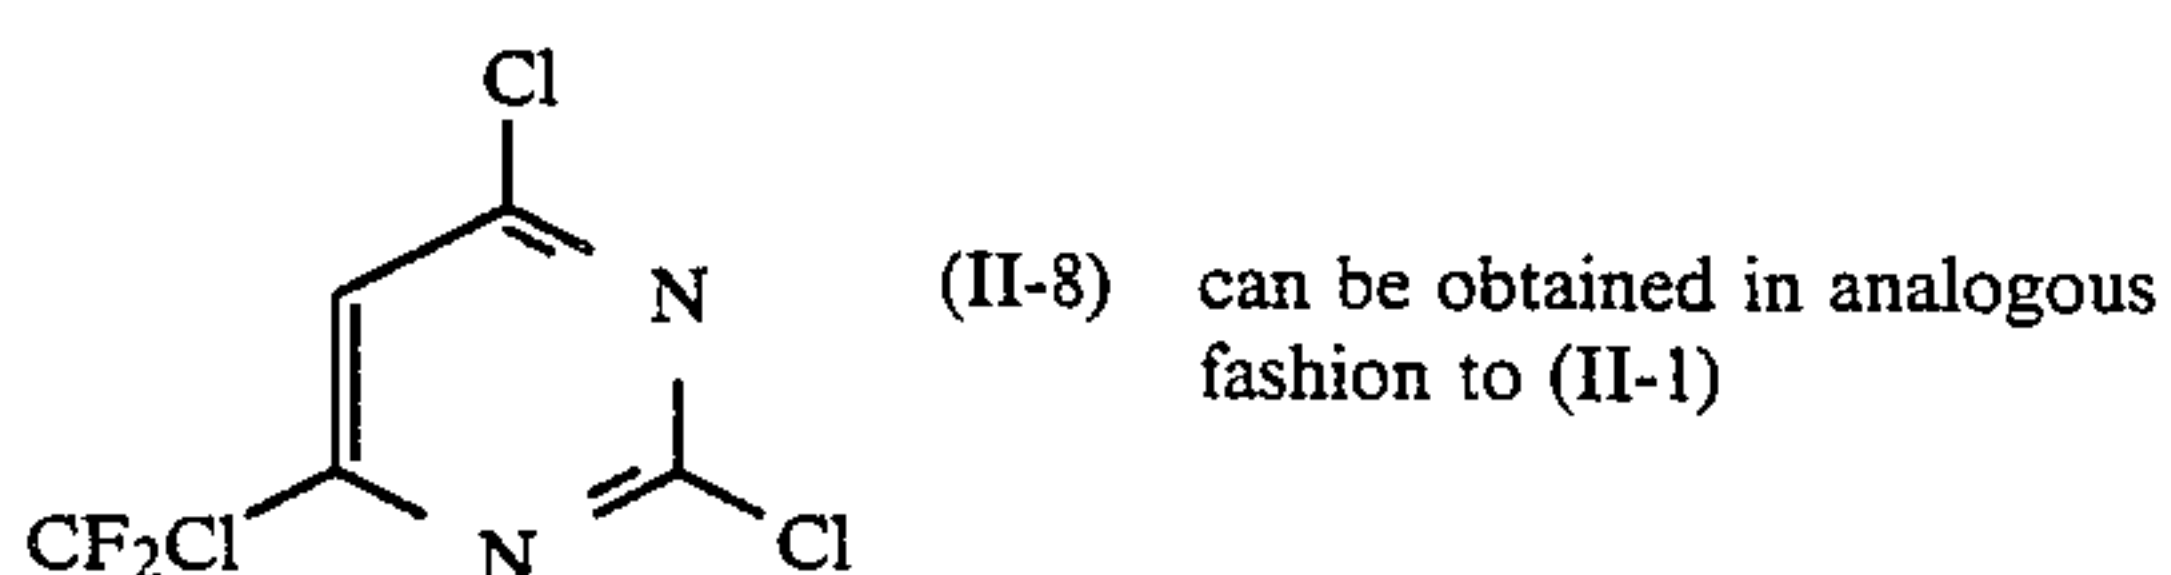 Cl
N
(II-8) can be obtained in analogous
fashion to (II-1)
CF₂Cl
N
Cl